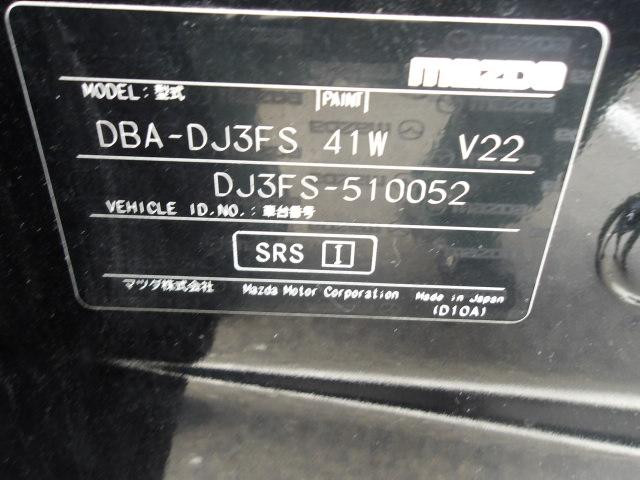 mazda
MODEL: 型式 PAINT
DBA-DJ3FS 41W V22
DJ3FS-510052
VEHICLE ID.NO.: 車台番号
SRS I
マツダ株式会社 Mazda Motor Corporation Made in Japan
(D10A)